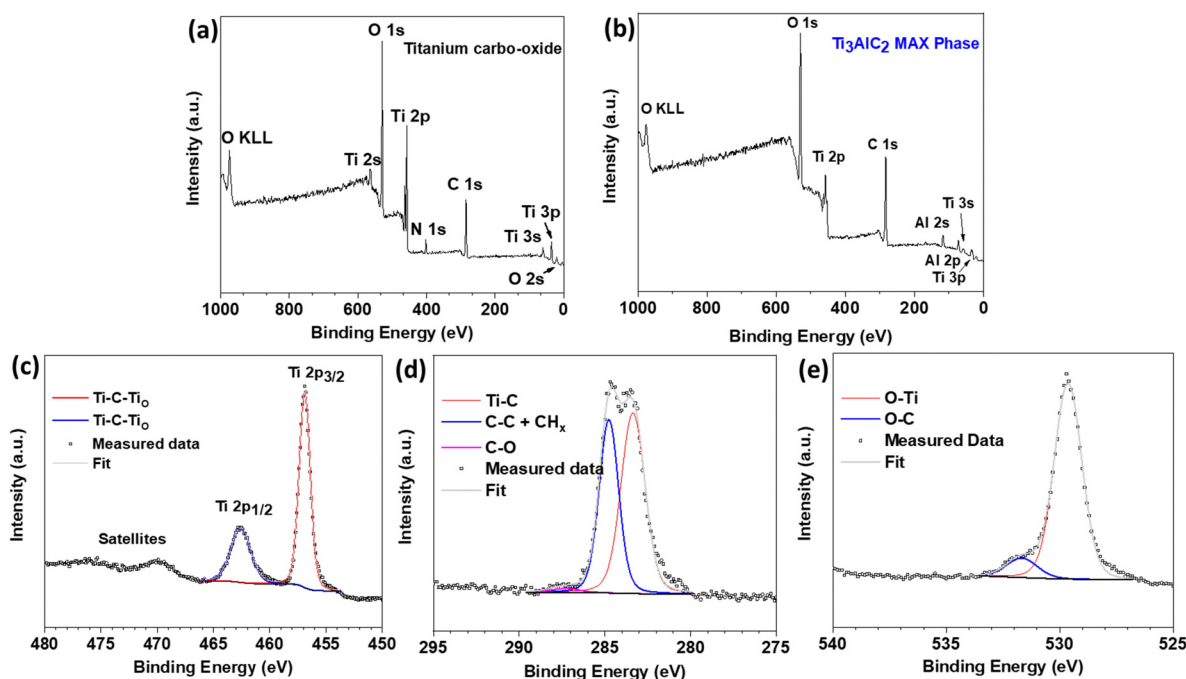 (a)
Titanium carbo-oxide
O 1s
Ti 2p
O KLL
Ti 2s
N 1s
C 1s
Ti 3p
Ti 3s
O 2s
Intensity (a.u.)
1000 800 600 400 200 0
Binding Energy (eV)
(b)
Ti3AlC2 MAX Phase
O 1s
O KLL
Ti 2p
C 1s
Ti 3s
Al 2s
Al 2p
Ti 3p
Intensity (a.u.)
1000 800 600 400 200 0
Binding Energy (eV)
(c)
Ti 2p3/2
Ti-C-TiO
Ti-C-TiO
Measured data
Fit
Ti 2p1/2
Satellites
Intensity (a.u.)
480 475 470 465 460 455 450
Binding Energy (eV)
(d)
Ti-C
C-C + CHx
C-O
Measured data
Fit
Intensity (a.u.)
295 290 285 280 275
Binding Energy (eV)
(e)
O-Ti
O-C
Measured Data
Fit
Intensity (a.u.)
540 535 530 525
Binding Energy (eV)